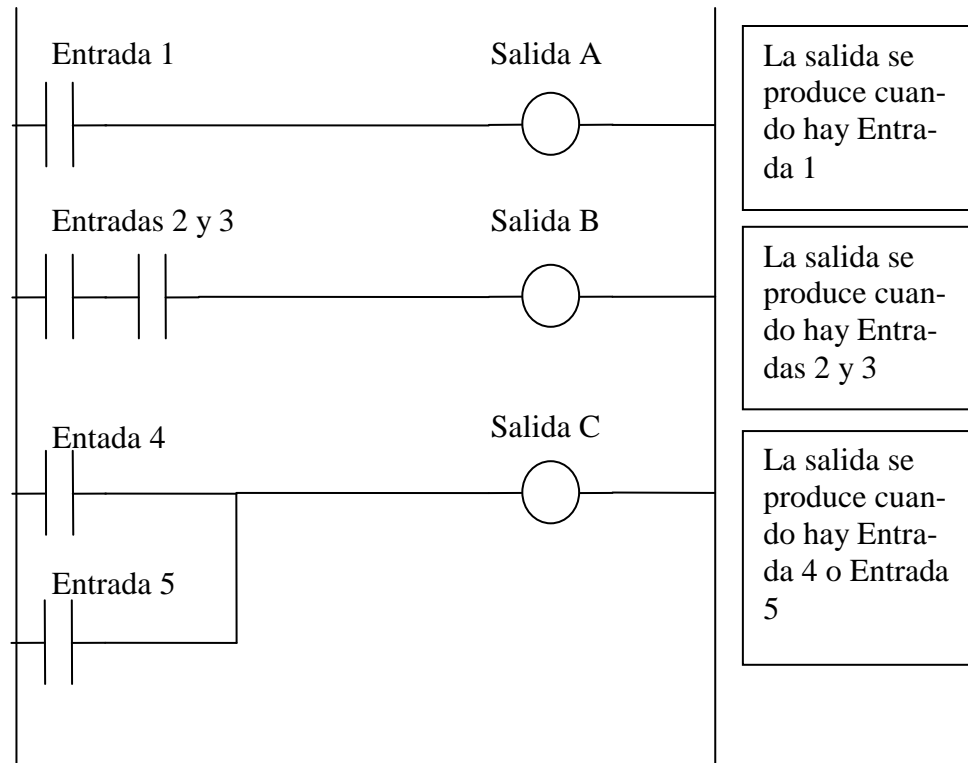 Entrada 1
Salida A
La salida se
produce cuan-
do hay Entra-
da 1
Entradas 2 y 3
Salida B
La salida se
produce cuan-
do hay Entra-
das 2 y 3
Entada 4
Salida C
La salida se
produce cuan-
do hay Entra-
da 4 o Entrada
5
Entrada 5